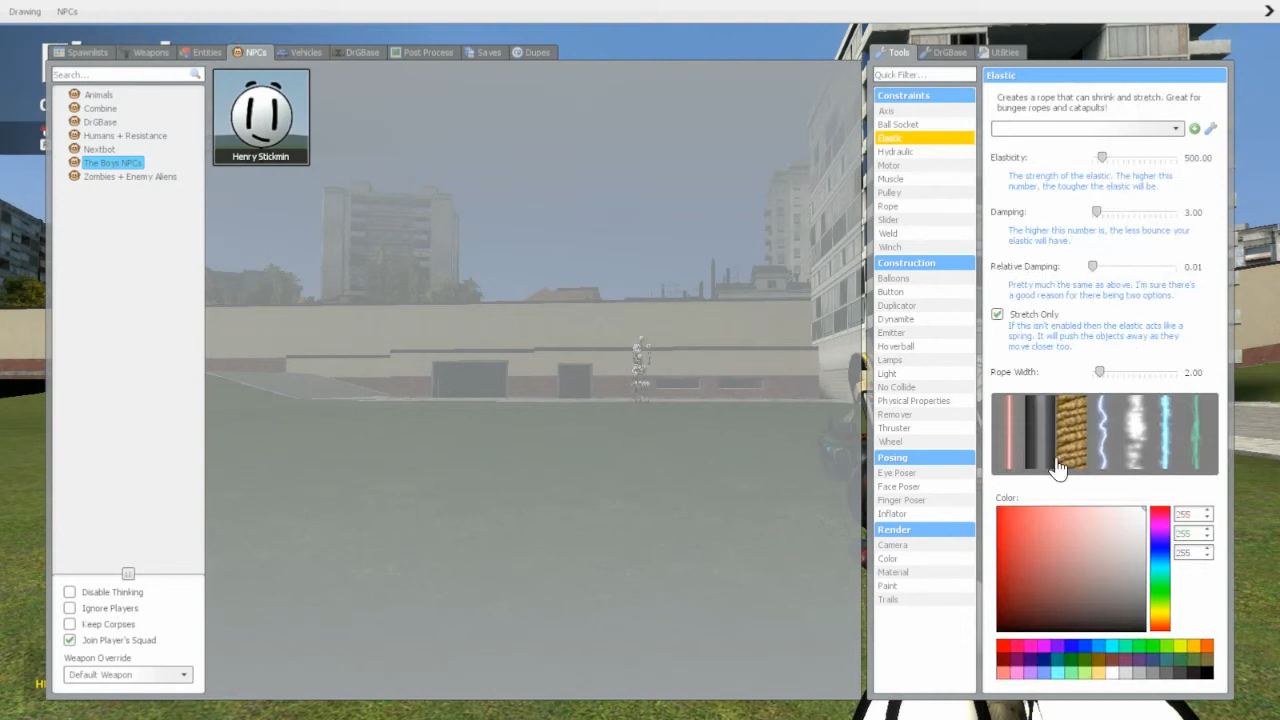 Drawing NPCs
Spawnlists Weapons Entities NPCs Vehicles DrGBase Post Process Saves Dupes
Search...
Animals
Combine
DrGBase
Humans + Resistance
Nextbot
The Boys NPCs
Zombies + Enemy Aliens
Henry Stickmin
Disable Thinking
Ignore Players
Keep Corpses
Join Player's Squad
Weapon Override
Default Weapon
Tools DrGBase Utilities
Quick Filter...
Constraints
Axis
Ball Socket
Elastic
Hydraulic
Motor
Muscle
Pulley
Rope
Slider
Weld
Winch
Construction
Balloons
Button
Duplicator
Dynamite
Emitter
Hoverball
Lamps
Light
No Collide
Physical Properties
Remover
Thruster
Wheel
Posing
Eye Poser
Face Poser
Finger Poser
Inflator
Render
Camera
Color
Material
Paint
Trails
Elastic
Creates a rope that can shrink and stretch. Great for
bungee ropes and catapults!
Elasticity: 500.00
The strength of the elastic. The higher this
number, the tougher the elastic will be.
Damping: 3.00
The higher this number is, the less bounce your
elastic will have.
Relative Damping: 0.01
Pretty much the same as above. I'm sure there's
a good reason for there being two options.
Stretch Only
If this isn't enabled then the elastic acts like a
spring. It will push the objects away as they
move closer too.
Rope Width: 2.00
Color:
255
255
255